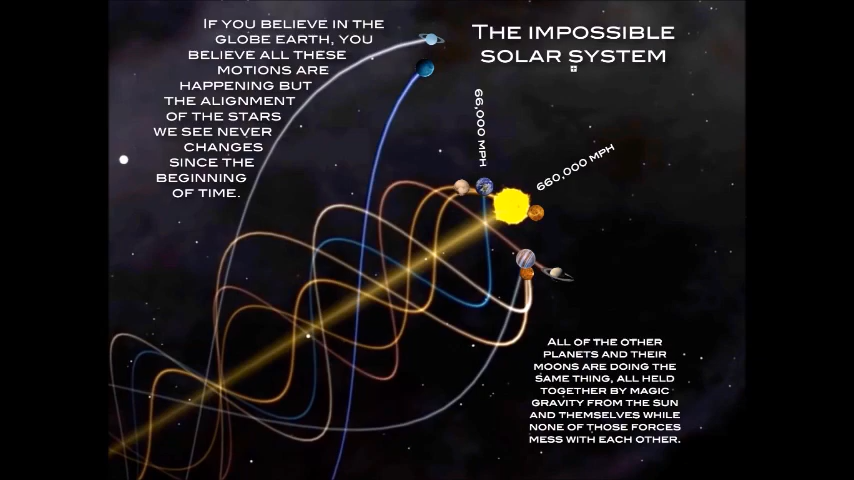 IF YOU BELIEVE IN THE
GLOBE EARTH, YOU
BELIEVE ALL THESE
MOTIONS ARE
HAPPENING BUT
THE ALIGNMENT
OF THE STARS
WE SEE NEVER
CHANGES
SINCE THE
BEGINNING
OF TIME.
THE IMPOSSIBLE
SOLAR SYSTEM
66,000 MPH
660,000 MPH
ALL OF THE OTHER
PLANETS AND THEIR
MOONS ARE DOING THE
SAME THING, ALL HELD
TOGETHER BY MAGIC
GRAVITY FROM THE SUN
AND THEMSELVES WHILE
NONE OF THOSE FORCES
MESS WITH EACH OTHER.